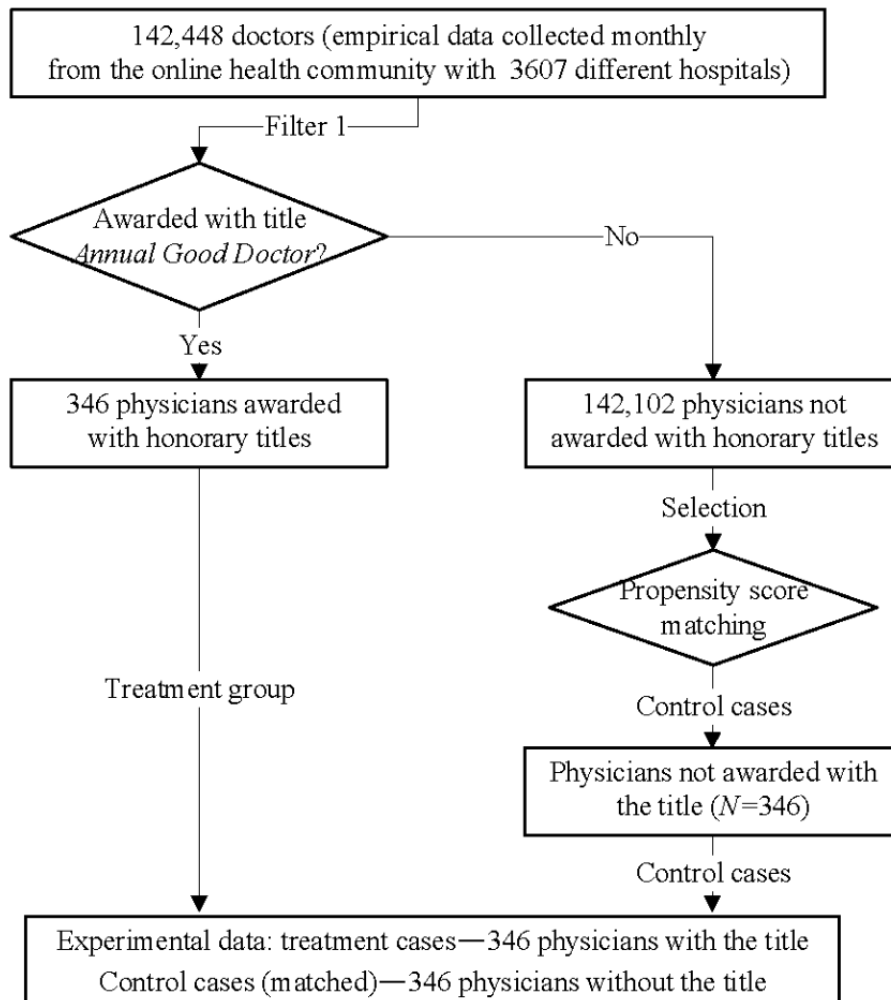 142,448 doctors (empirical data collected monthly
from the online health community with 3607 different hospitals)
Filter 1
Awarded with title
Annual Good Doctor?
No
Yes
346 physicians awarded
with honorary titles
142,102 physicians not
awarded with honorary titles
Selection
Propensity score
matching
Treatment group
Control cases
Physicians not awarded with
the title (N=346)
Control cases
Experimental data: treatment cases—346 physicians with the title
Control cases (matched)—346 physicians without the title